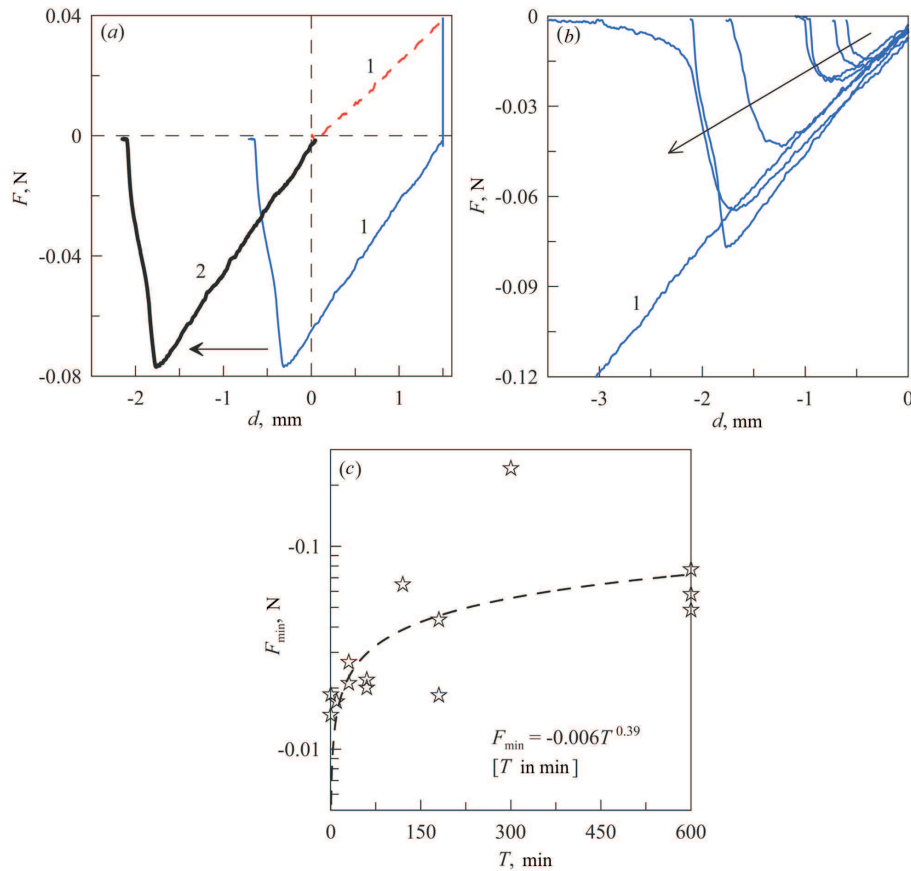 (a)
0.04
0
-0.04
-0.08
F, N
1
1
2
-2
-1
0
1
d, mm
(b)
0
-0.03
-0.06
-0.09
-0.12
F, N
1
-3
-2
-1
0
d, mm
(c)
-0.1
-0.01
F_min, N
F_min = -0.006T^0.39
[T in min]
0
150
300
450
600
T, min